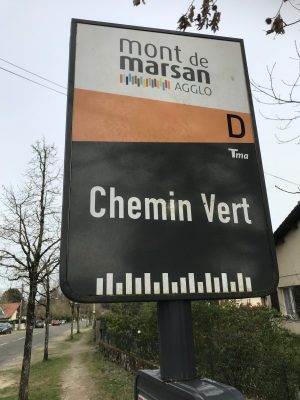 mont de
marsan
AGGLO
D
Tma
Chemin Vert